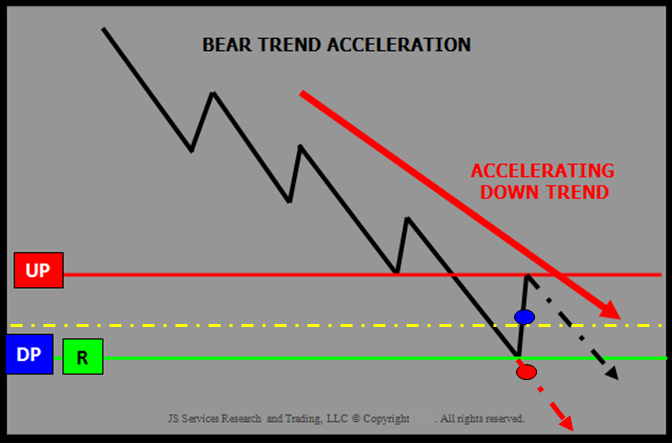 BEAR TREND ACCELERATION
ACCELERATING
DOWN TREND
UP
DP R
JS Services Research and Trading, LLC © Copyright . All rights reserved.